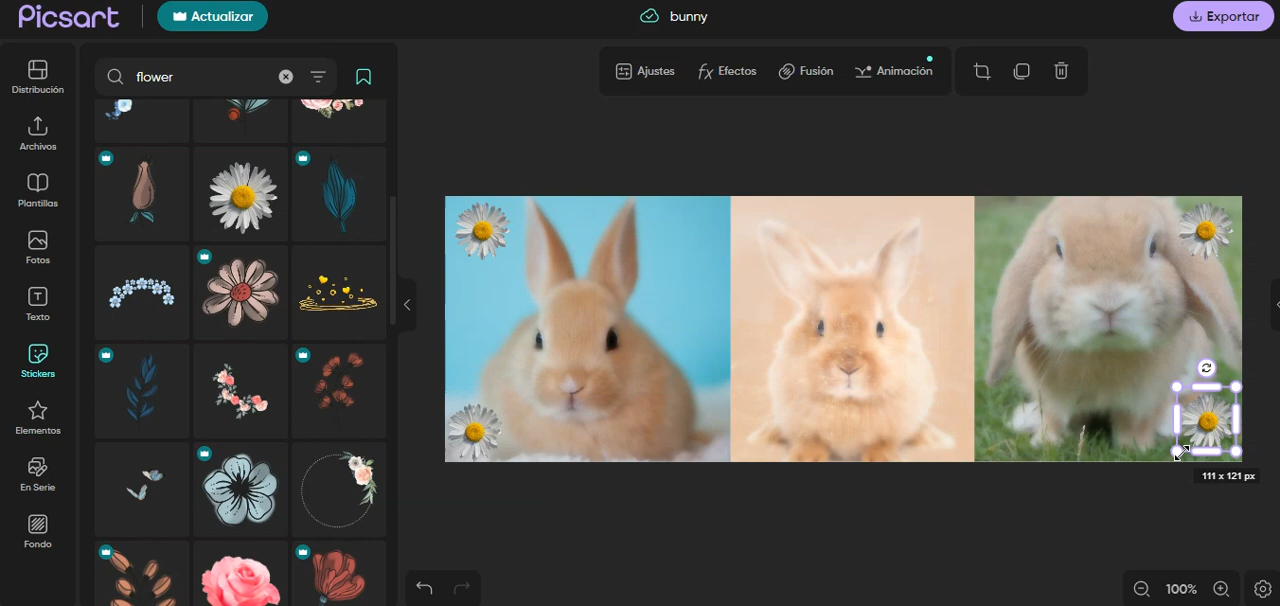 Picsart
Actualizar
bunny
Exportar
Distribución
Archivos
Plantillas
Fotos
Texto
Stickers
Elementos
En Serie
Fondo
flower
Ajustes
fx Efectos
Fusión
Animación
111 x 121 px
100%